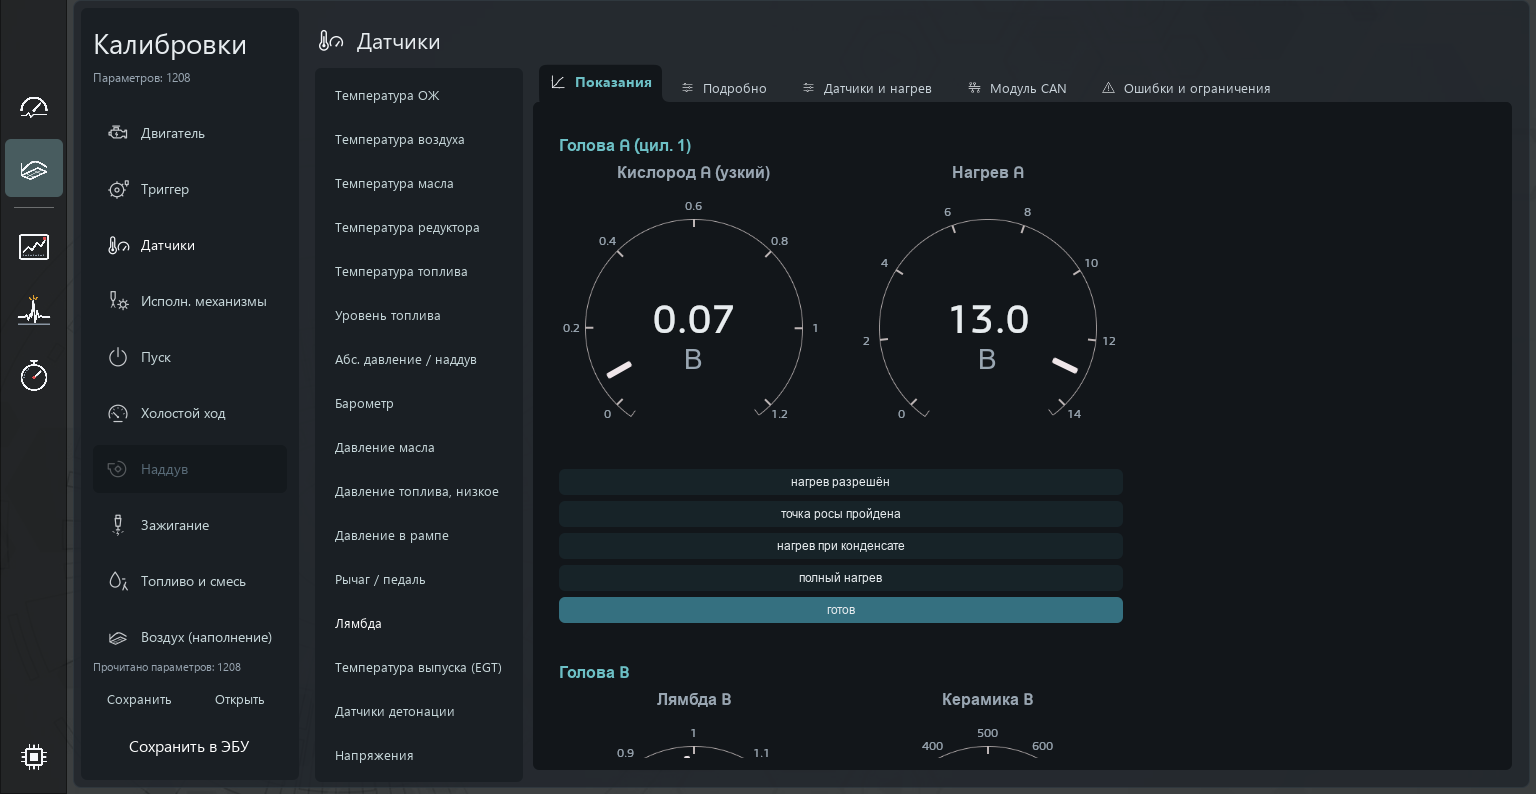 Калибровки
Параметров: 1208
Двигатель
Триггер
Датчики
Исполн. механизмы
Пуск
Холостой ход
Наддув
Зажигание
Топливо и смесь
Воздух (наполнение)
Прочитано параметров: 1208
Сохранить Открыть
Сохранить в ЭБУ
Датчики
Температура ОЖ
Температура воздуха
Температура масла
Температура редуктора
Температура топлива
Уровень топлива
Абс. давление / наддув
Барометр
Давление масла
Давление топлива, низкое
Давление в рампе
Рычаг / педаль
Лямбда
Температура выпуска (EGT)
Датчики детонации
Напряжения
Показания Подробно Датчики и нагрев Модуль CAN Ошибки и ограничения
Голова А (цил. 1)
Кислород А (узкий)
0 0.2 0.4 0.6 0.8 1 1.2
0.07
В
Нагрев А
0 2 4 6 8 10 12 14
13.0
В
нагрев разрешён
точка росы пройдена
нагрев при конденсате
полный нагрев
готов
Голова В
Лямбда В
0.9 1 1.1
Керамика В
400 500 600